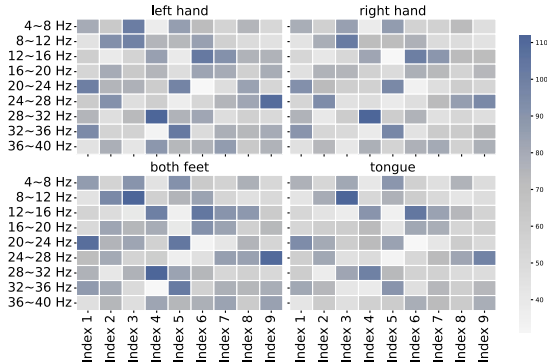 left hand
right hand
4~8 Hz
8~12 Hz
12~16 Hz
16~20 Hz
20~24 Hz
24~28 Hz
28~32 Hz
32~36 Hz
36~40 Hz
both feet
tongue
4~8 Hz
8~12 Hz
12~16 Hz
16~20 Hz
20~24 Hz
24~28 Hz
28~32 Hz
32~36 Hz
36~40 Hz
Index 1
Index 2
Index 3
Index 4
Index 5
Index 6
Index 7
Index 8
Index 9
Index 1
Index 2
Index 3
Index 4
Index 5
Index 6
Index 7
Index 8
Index 9
110
100
90
80
70
60
50
40